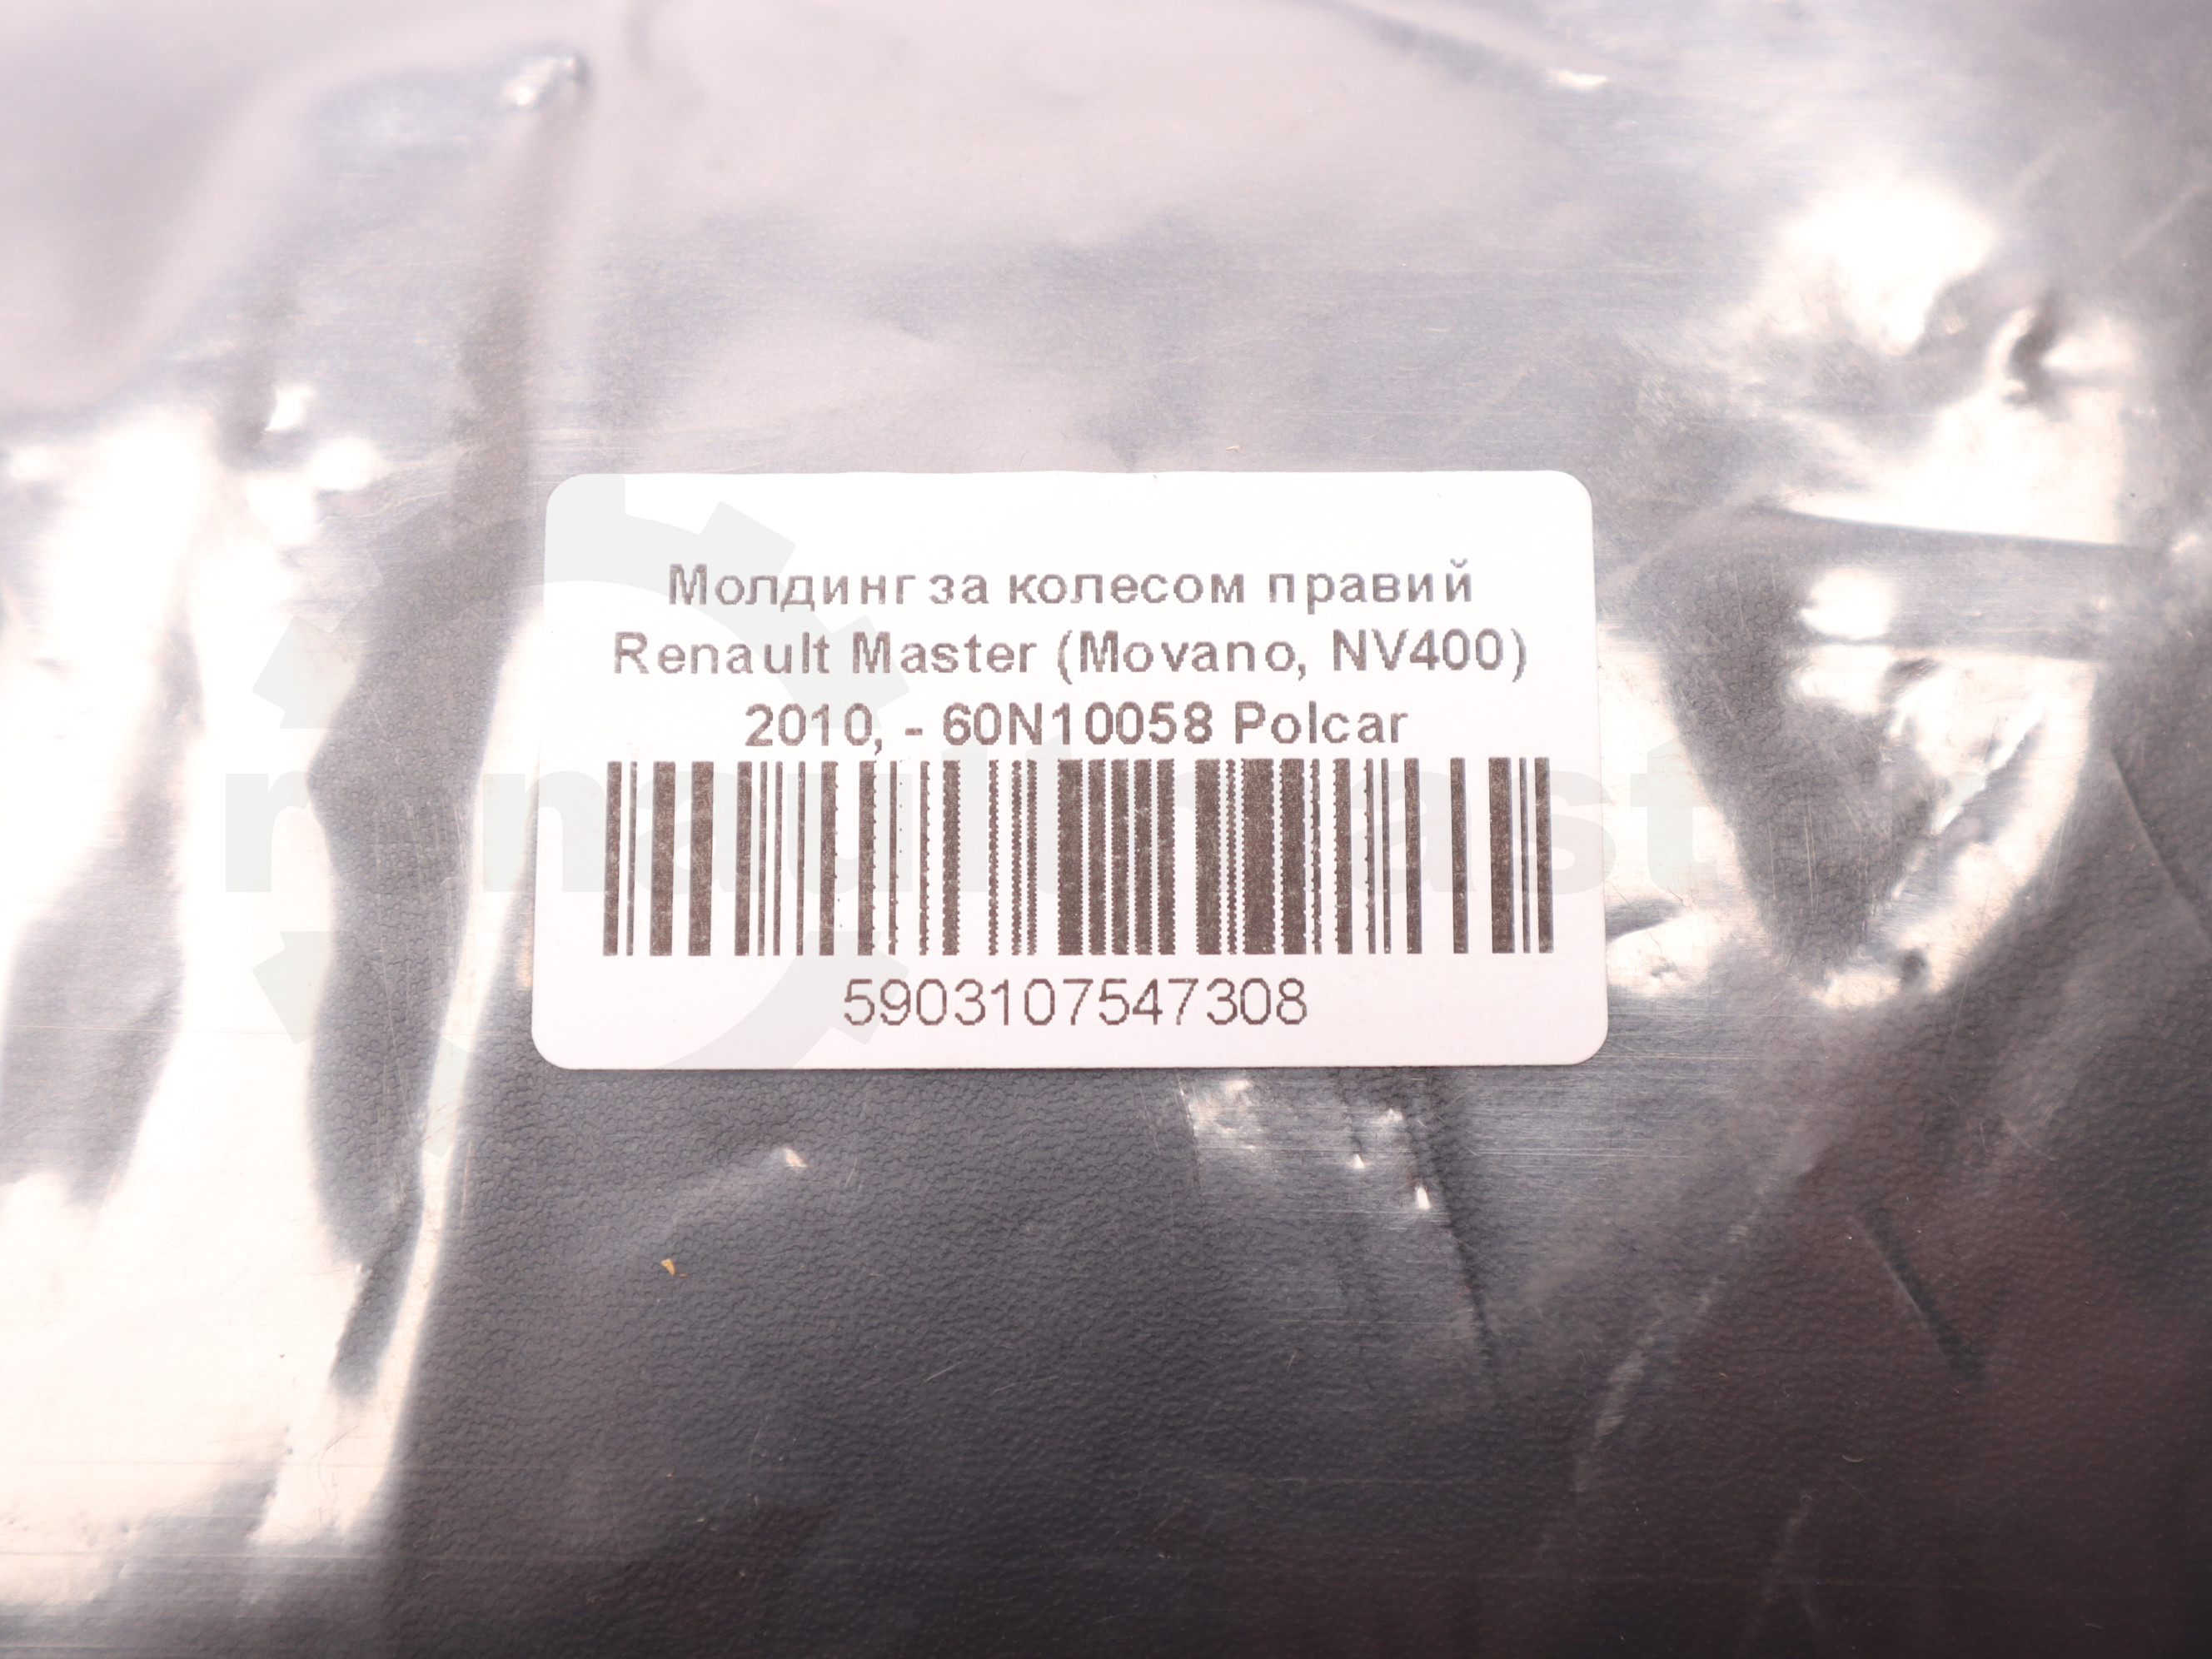 Молдинг за колесом правий
Renault Master (Movano, NV400)
2010, - 60N10058 Polcar
5903107547308